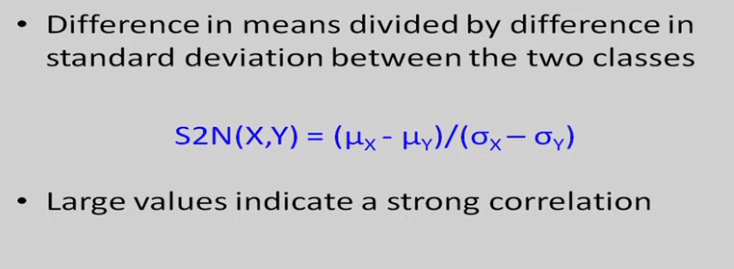 • Difference in means divided by difference in
standard deviation between the two classes
S2N(X,Y) = (μX - μY)/(σX – σY)
• Large values indicate a strong correlation